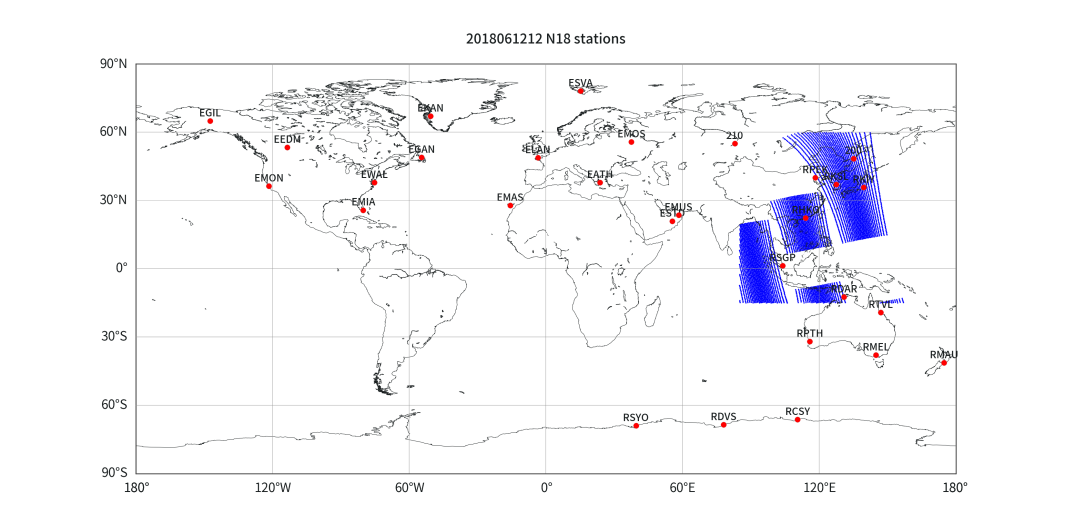 2018061212 N18 stations
90°N
ESVA
EGIL
EKAN
60°N
EEDM
EMOS
210
EGAN
ELAN
EMON
EWAL
EATH
RPEK
EMIA
EMAS
30°N
EMUS
0°
RSGP
RDAR
RTVL
30°S
RPTH
RMEL
RMAU
60°S
RSYO
RDVS
RCSY
90°S
180° 120°W 60°W 0° 60°E 120°E 180°